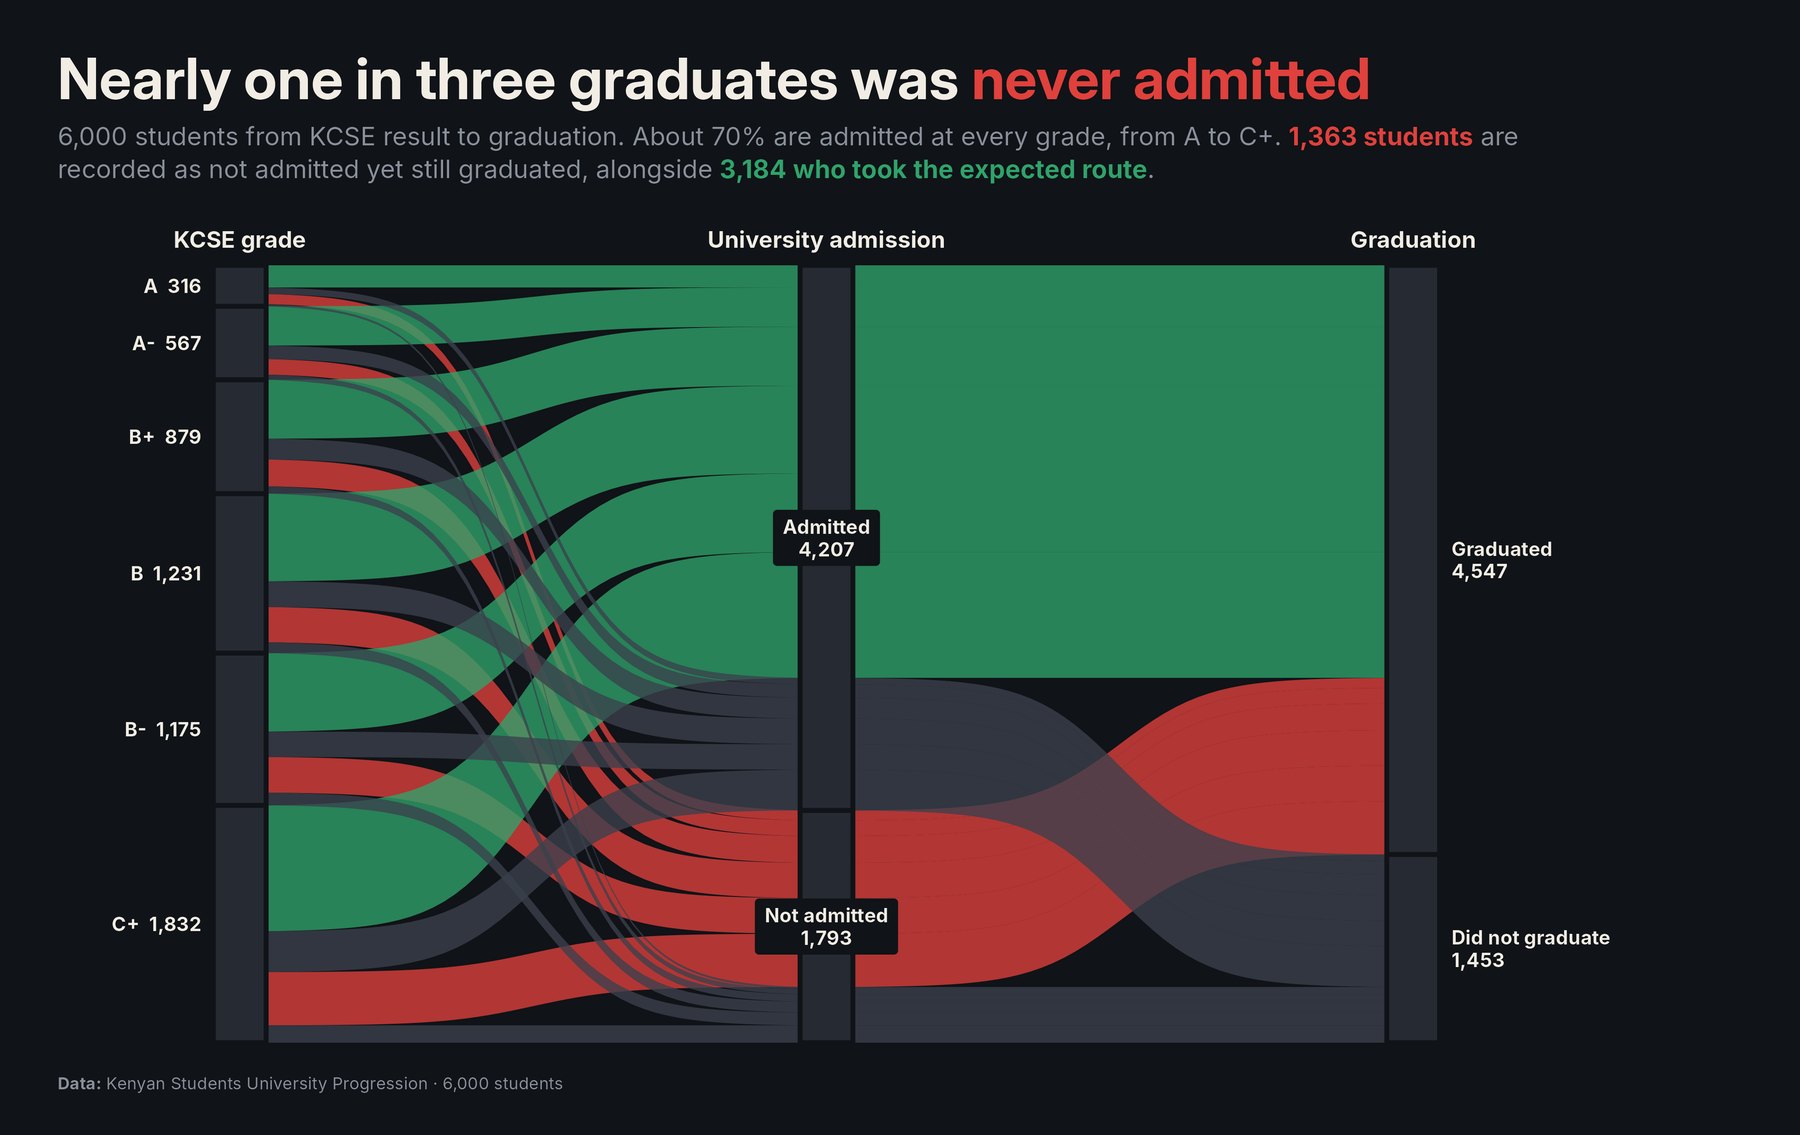 Nearly one in three graduates was never admitted
6,000 students from KCSE result to graduation. About 70% are admitted at every grade, from A to C+. 1,363 students are
recorded as not admitted yet still graduated, alongside 3,184 who took the expected route.
KCSE grade
University admission
Graduation
A 316
A- 567
B+ 879
B 1,231
B- 1,175
C+ 1,832
Admitted
4,207
Not admitted
1,793
Graduated
4,547
Did not graduate
1,453
Data: Kenyan Students University Progression · 6,000 students